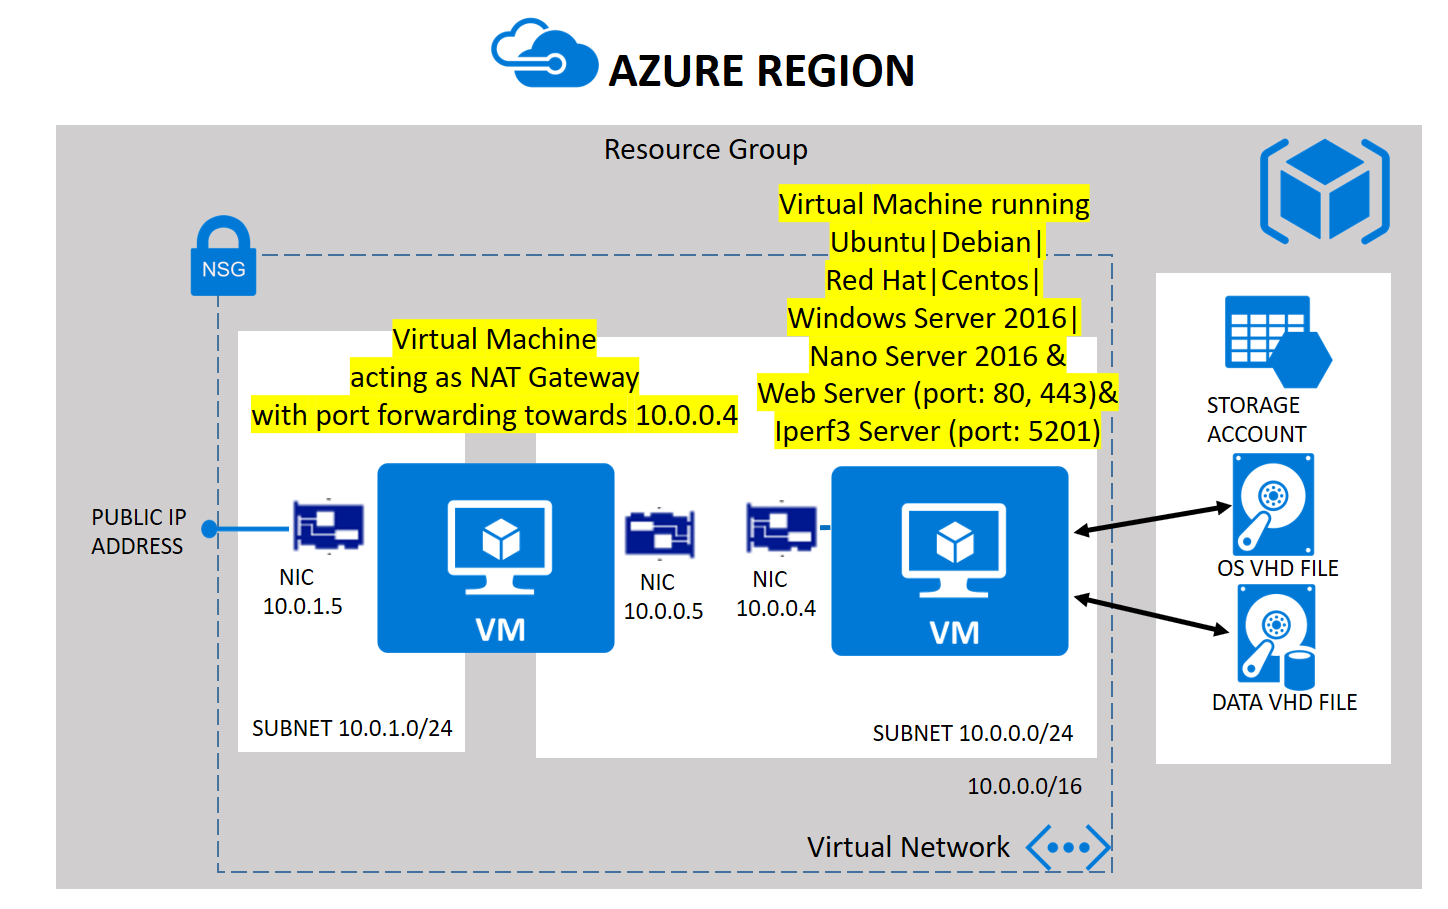 AZURE REGION
Resource Group
Virtual Machine running
Ubuntu|Debian|
Red Hat|Centos|
Windows Server 2016|
Nano Server 2016 &
Web Server (port: 80, 443)&
Iperf3 Server (port: 5201)
NSG
Virtual Machine
acting as NAT Gateway
with port forwarding towards 10.0.0.4
STORAGE
ACCOUNT
PUBLIC IP
ADDRESS
NIC
10.0.1.5
VM
NIC
10.0.0.5
NIC
10.0.0.4
VM
OS VHD FILE
DATA VHD FILE
SUBNET 10.0.1.0/24
SUBNET 10.0.0.0/24
10.0.0.0/16
Virtual Network